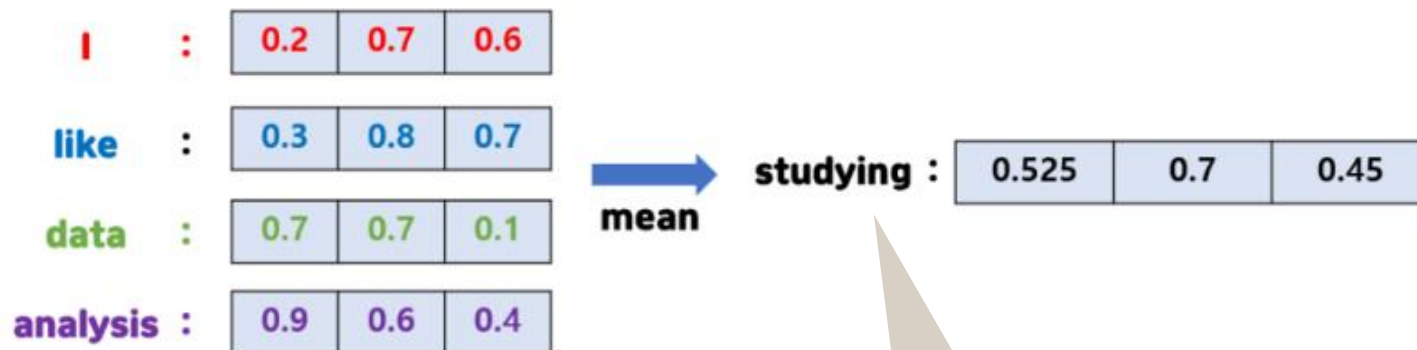 I : 0.2 0.7 0.6
like : 0.3 0.8 0.7
data : 0.7 0.7 0.1
analysis : 0.9 0.6 0.4
mean
studying : 0.525 0.7 0.45